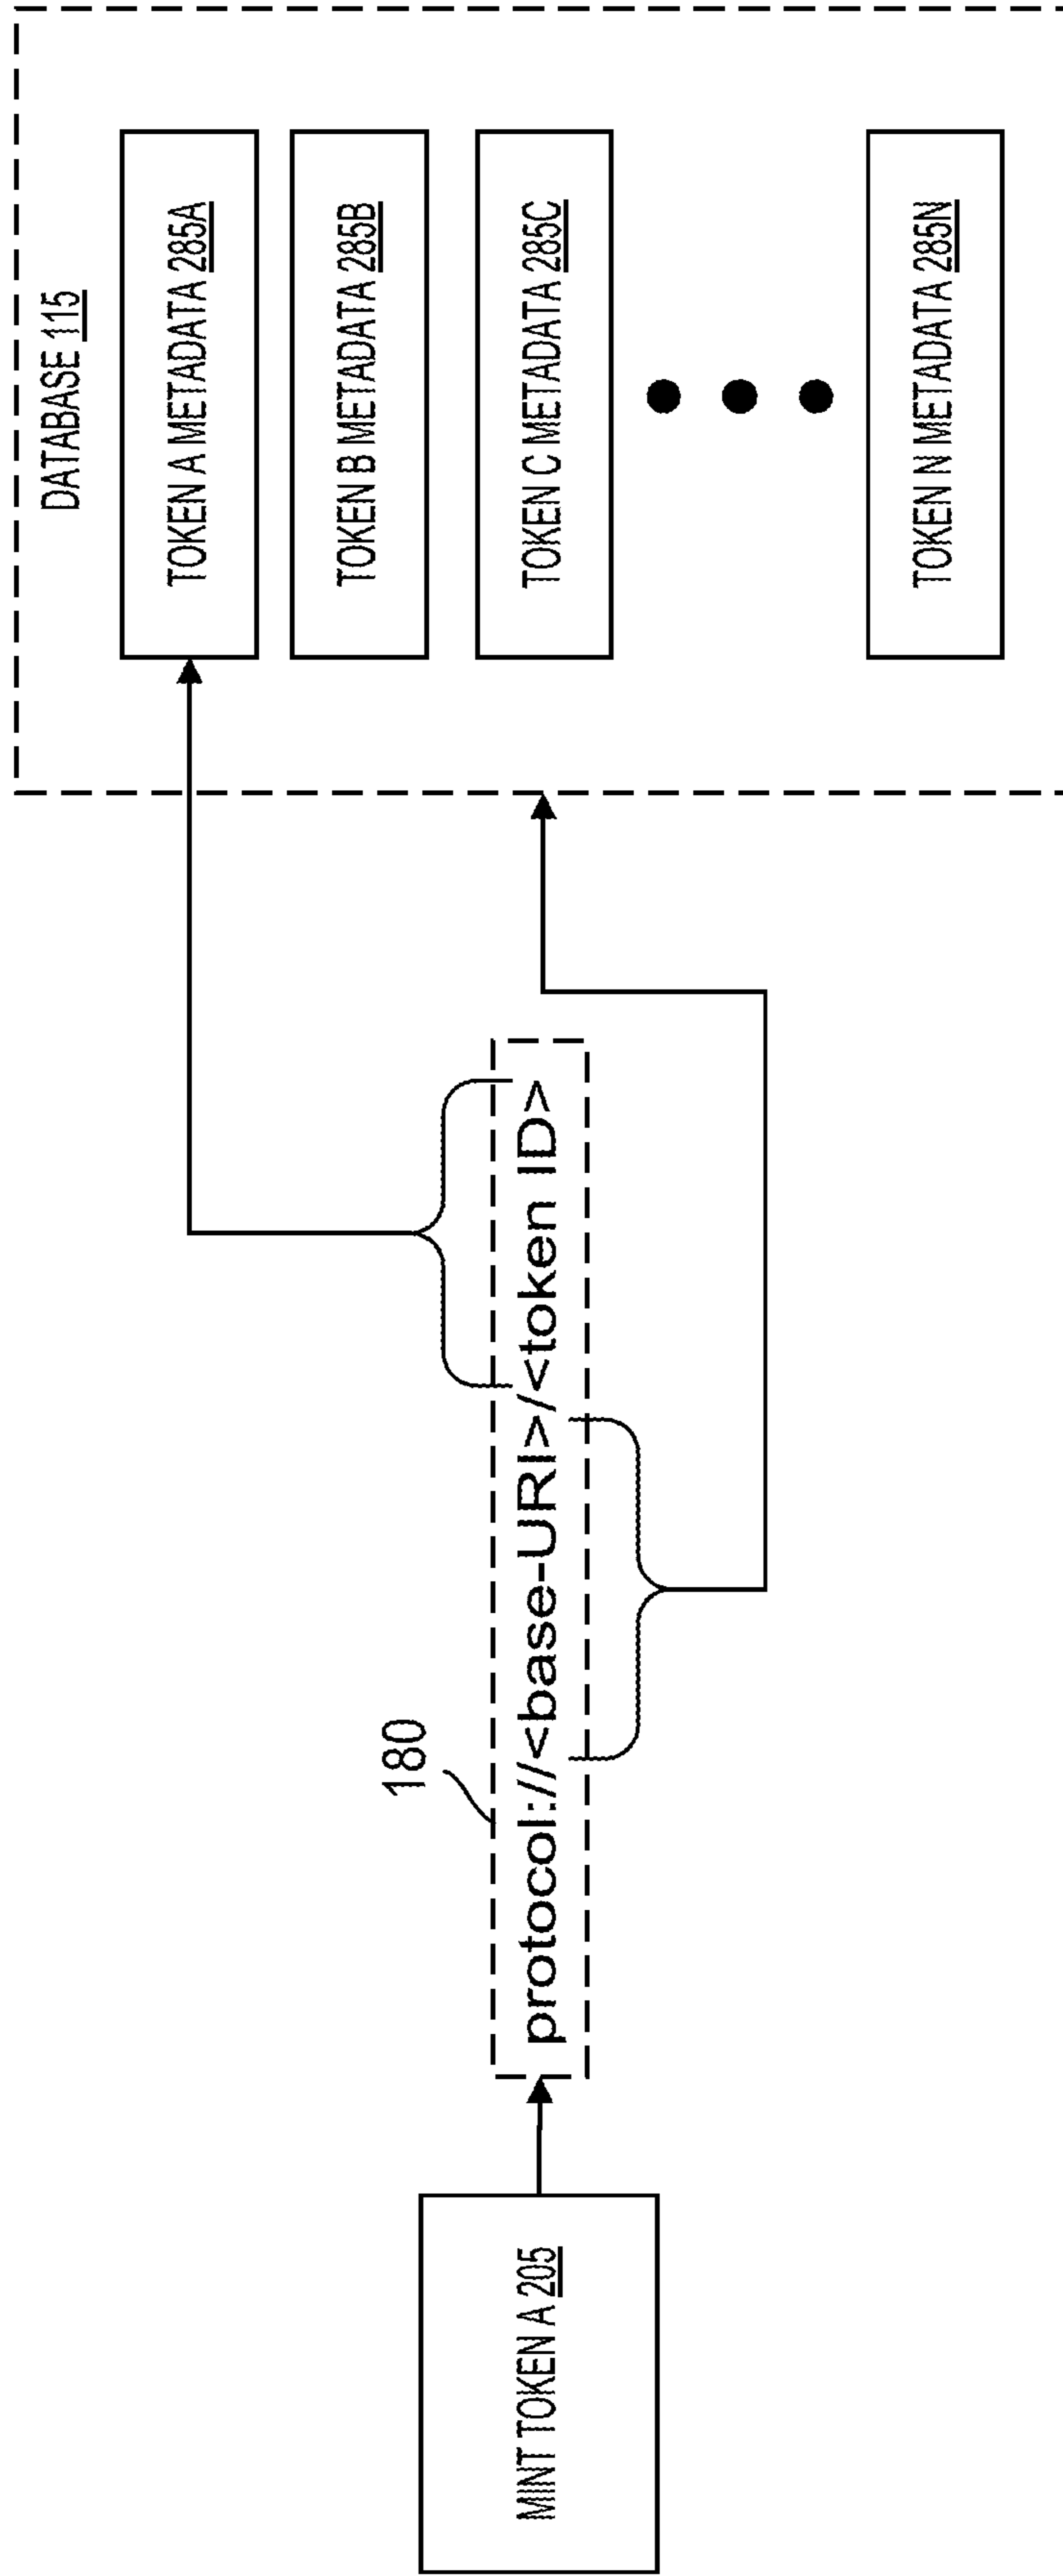 MINT TOKEN A 205
180
protocol://<base-URI>/<token ID>
DATABASE 115
TOKEN A METADATA 285A
TOKEN B METADATA 285B
TOKEN C METADATA 285C
TOKEN N METADATA 285N